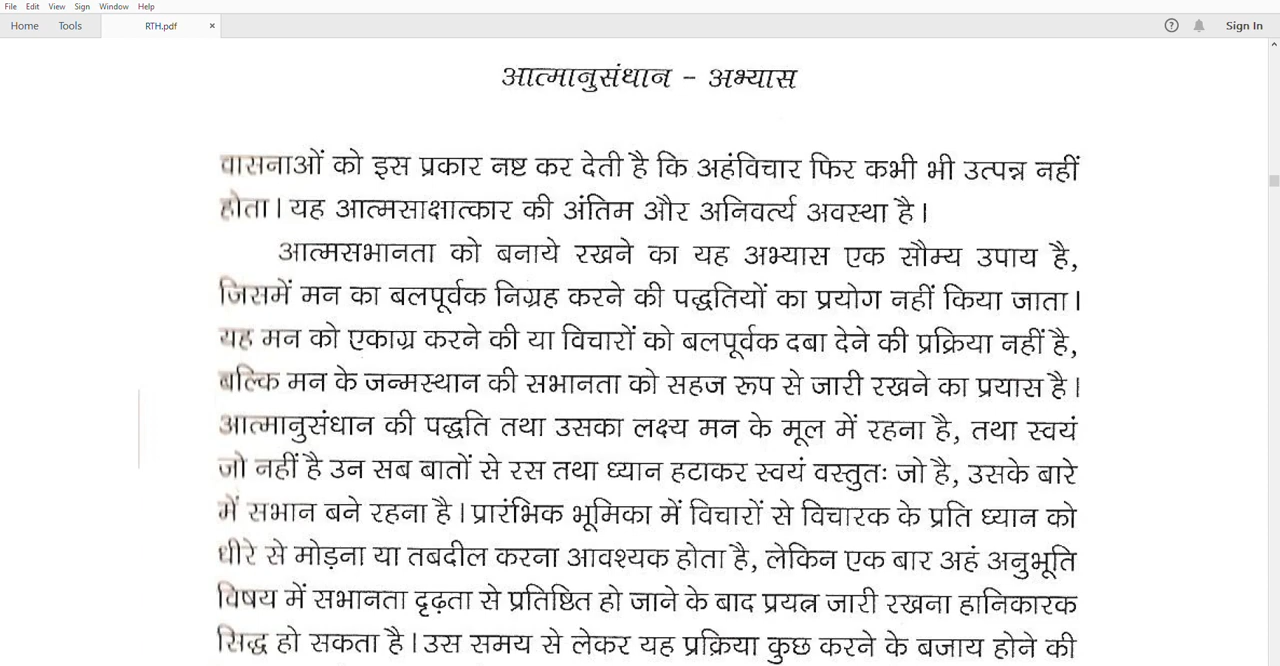 File Edit View Sign Window Help
Home Tools RTH.pdf × ? Sign In
आत्मानुसंधान - अभ्यास
वासनाओं को इस प्रकार नष्ट कर देती है कि अहंविचार फिर कभी भी उत्पन्न नहीं
होता। यह आत्मसाक्षात्कार की अंतिम और अनिवर्त्य अवस्था है।
आत्मसभानता को बनाये रखने का यह अभ्यास एक सौम्य उपाय है,
जिसमें मन का बलपूर्वक निग्रह करने की पद्धतियों का प्रयोग नहीं किया जाता।
यह मन को एकाग्र करने की या विचारों को बलपूर्वक दबा देने की प्रक्रिया नहीं है,
बल्कि मन के जन्मस्थान की सभानता को सहज रूप से जारी रखने का प्रयास है।
आत्मानुसंधान की पद्धति तथा उसका लक्ष्य मन के मूल में रहना है, तथा स्वयं
जो नहीं है उन सब बातों से रस तथा ध्यान हटाकर स्वयं वस्तुतः जो है, उसके बारे
में सभान बने रहना है। प्रारंभिक भूमिका में विचारों से विचारक के प्रति ध्यान को
धीरे से मोड़ना या तबदील करना आवश्यक होता है, लेकिन एक बार अहं अनुभूति
विषय में सभानता दृढ़ता से प्रतिष्ठित हो जाने के बाद प्रयत्न जारी रखना हानिकारक
सिद्ध हो सकता है। उस समय से लेकर यह प्रक्रिया कुछ करने के बजाय होने की